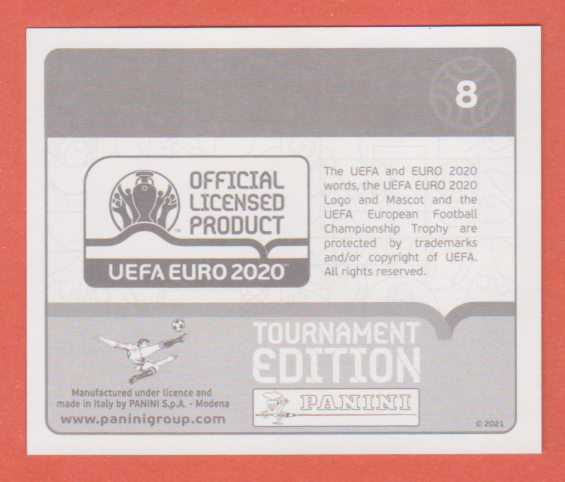 8
OFFICIAL
LICENSED
PRODUCT
™
UEFA EURO 2020™
The UEFA and EURO 2020
words, the UEFA EURO 2020
Logo and Mascot and the
UEFA European Football
Championship Trophy are
protected by trademarks
and/or copyright of UEFA.
All rights reserved.
TOURNAMENT
EDITION
Manufactured under licence and
made in Italy by PANINI S.p.A. - Modena
www.paninigroup.com
PANINI
© 2021